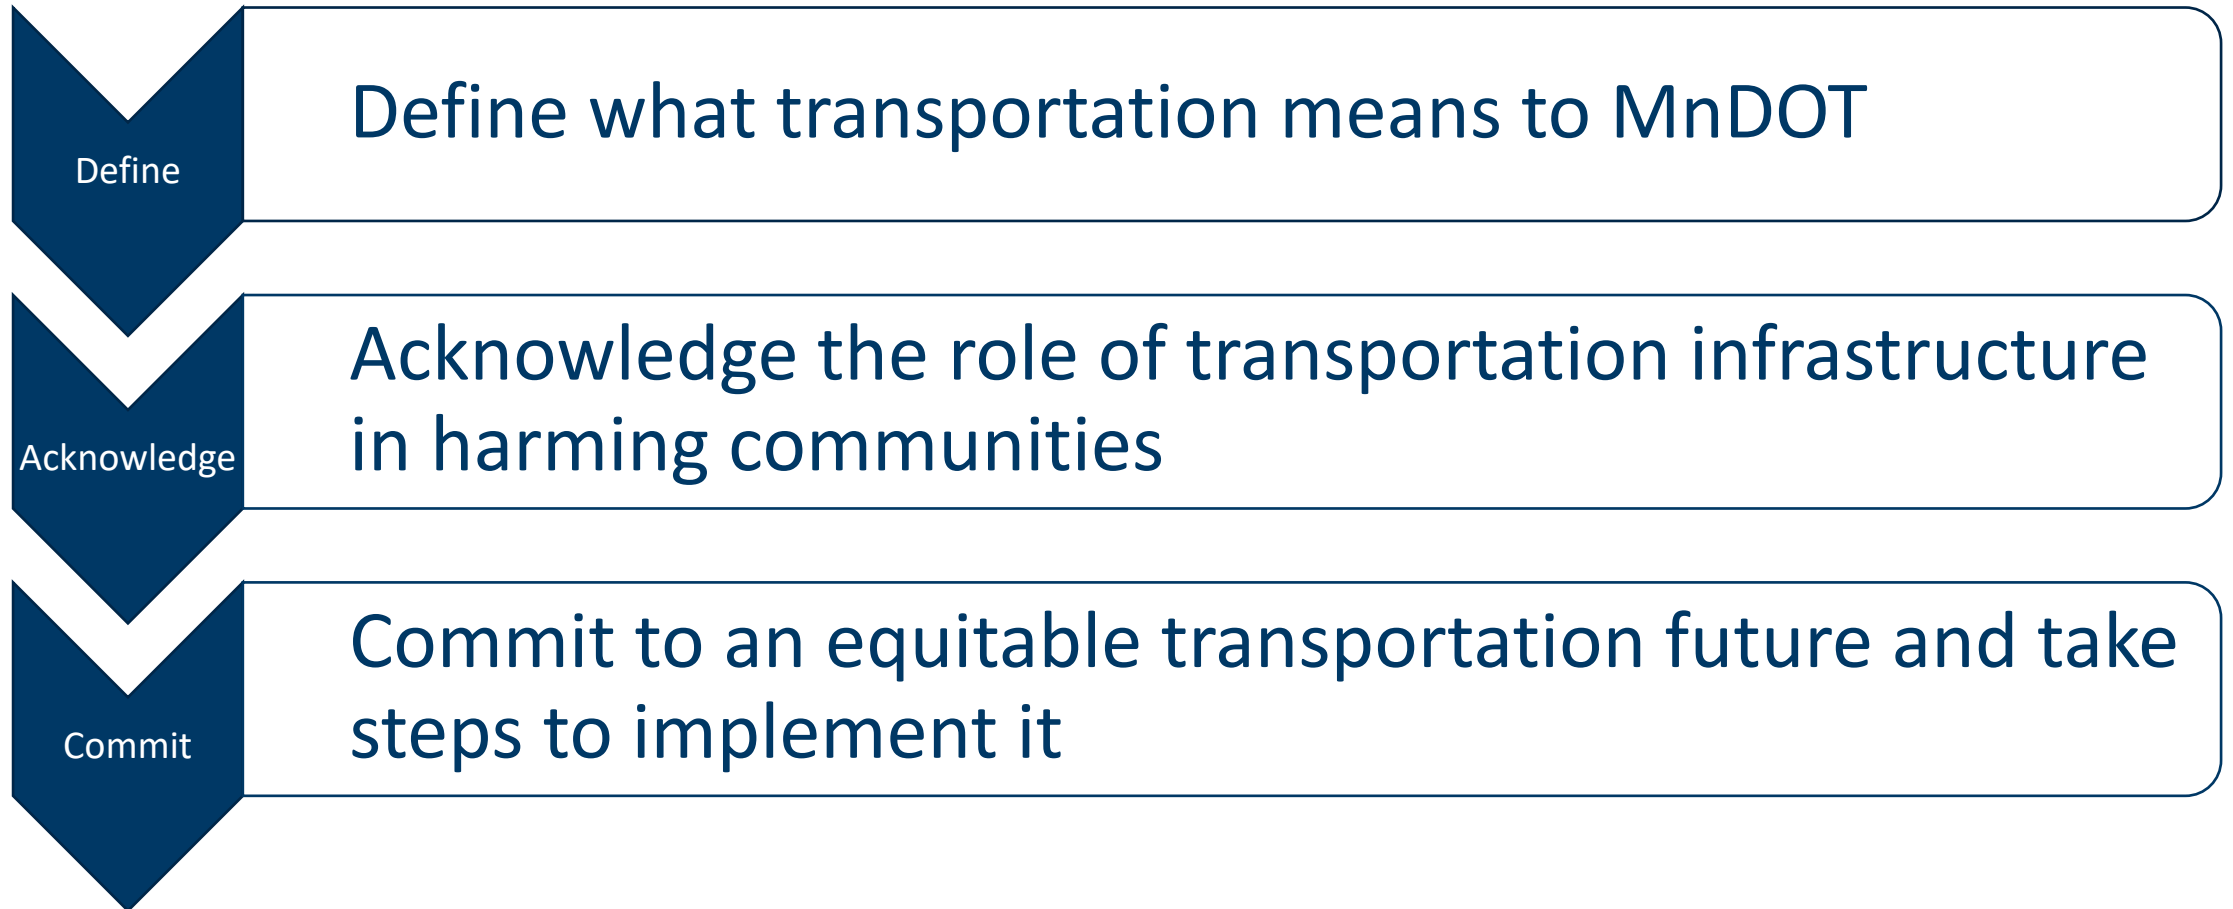 Define
Define what transportation means to MnDOT
Acknowledge
Acknowledge the role of transportation infrastructure
in harming communities
Commit
Commit to an equitable transportation future and take
steps to implement it